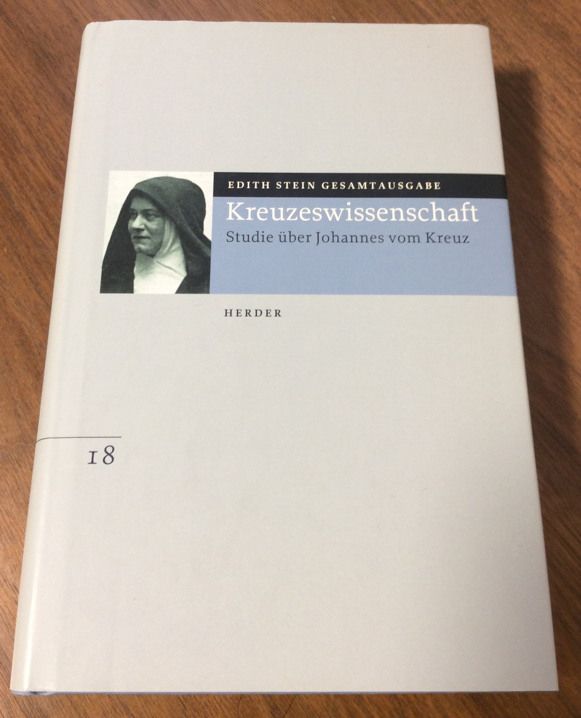 EDITH STEIN GESAMTAUSGABE
Kreuzeswissenschaft
Studie über Johannes vom Kreuz
HERDER
18